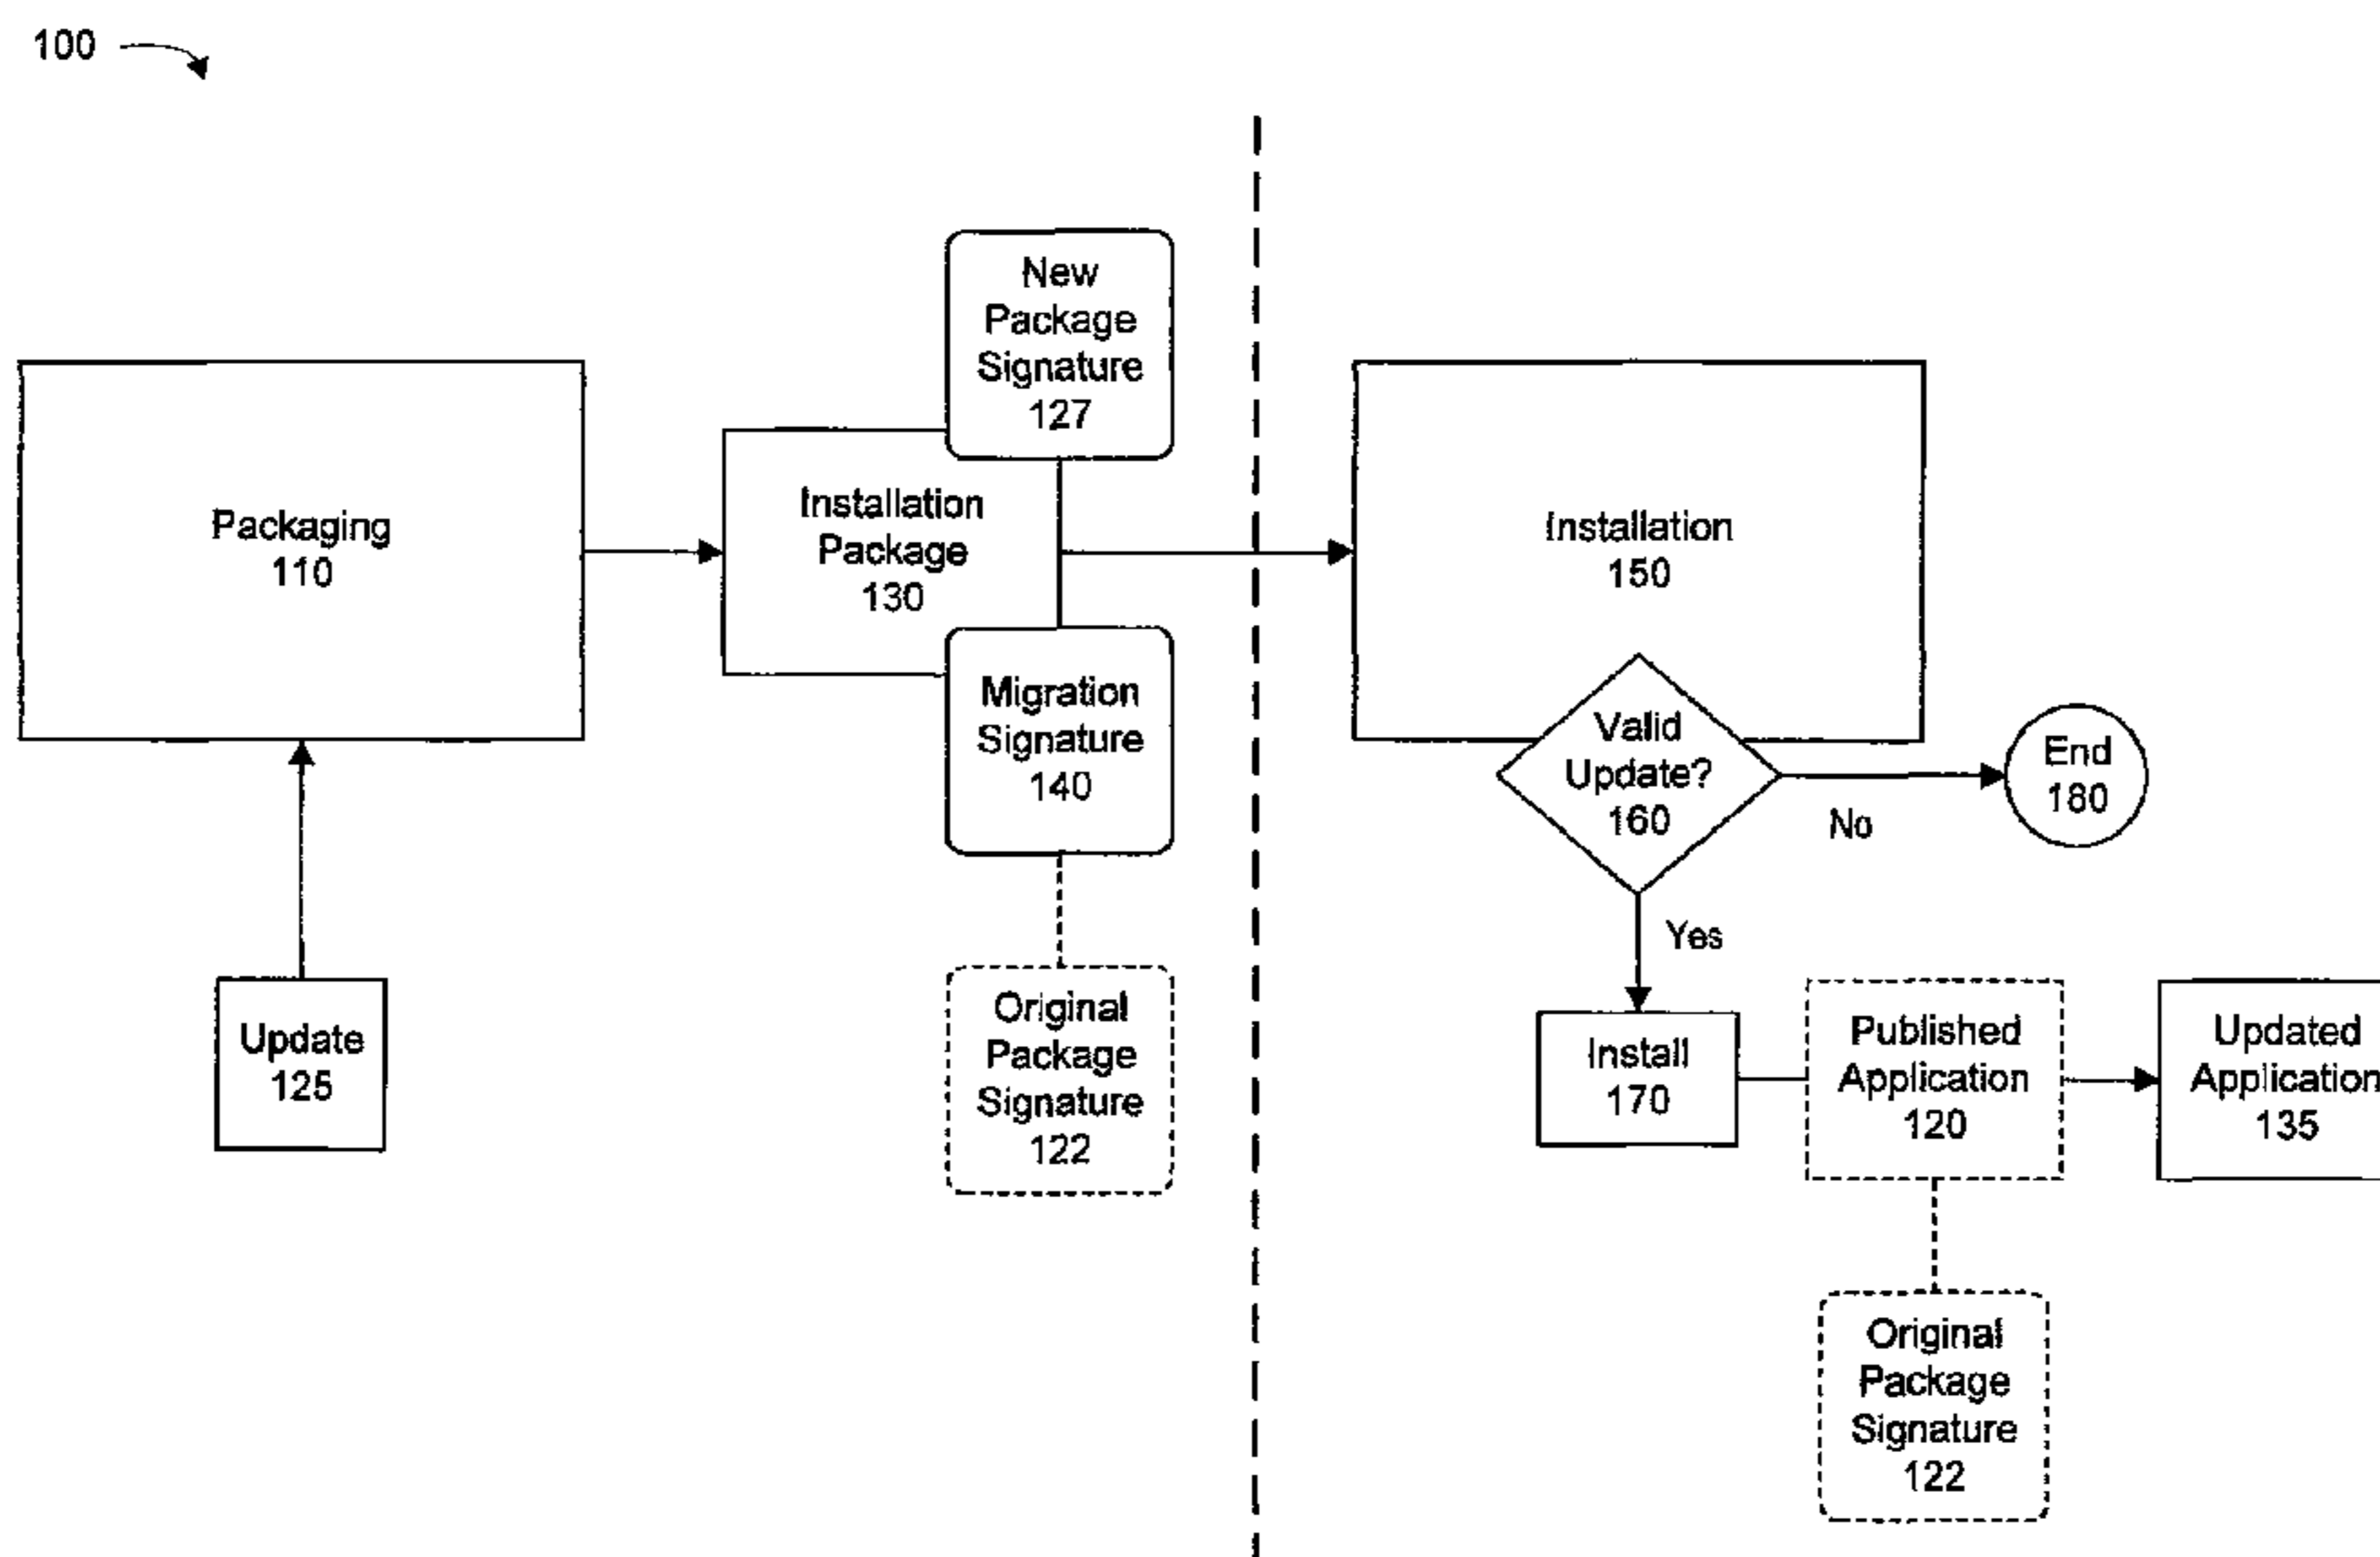 100
New
Package
Signature
127
Packaging
110
Installation
Package
130
Installation
150
Migration
Signature
140
Valid
Update?
160
No
End
180
Yes
Update
125
Original
Package
Signature
122
Install
170
Published
Application
120
Updated
Application
135
Original
Package
Signature
122